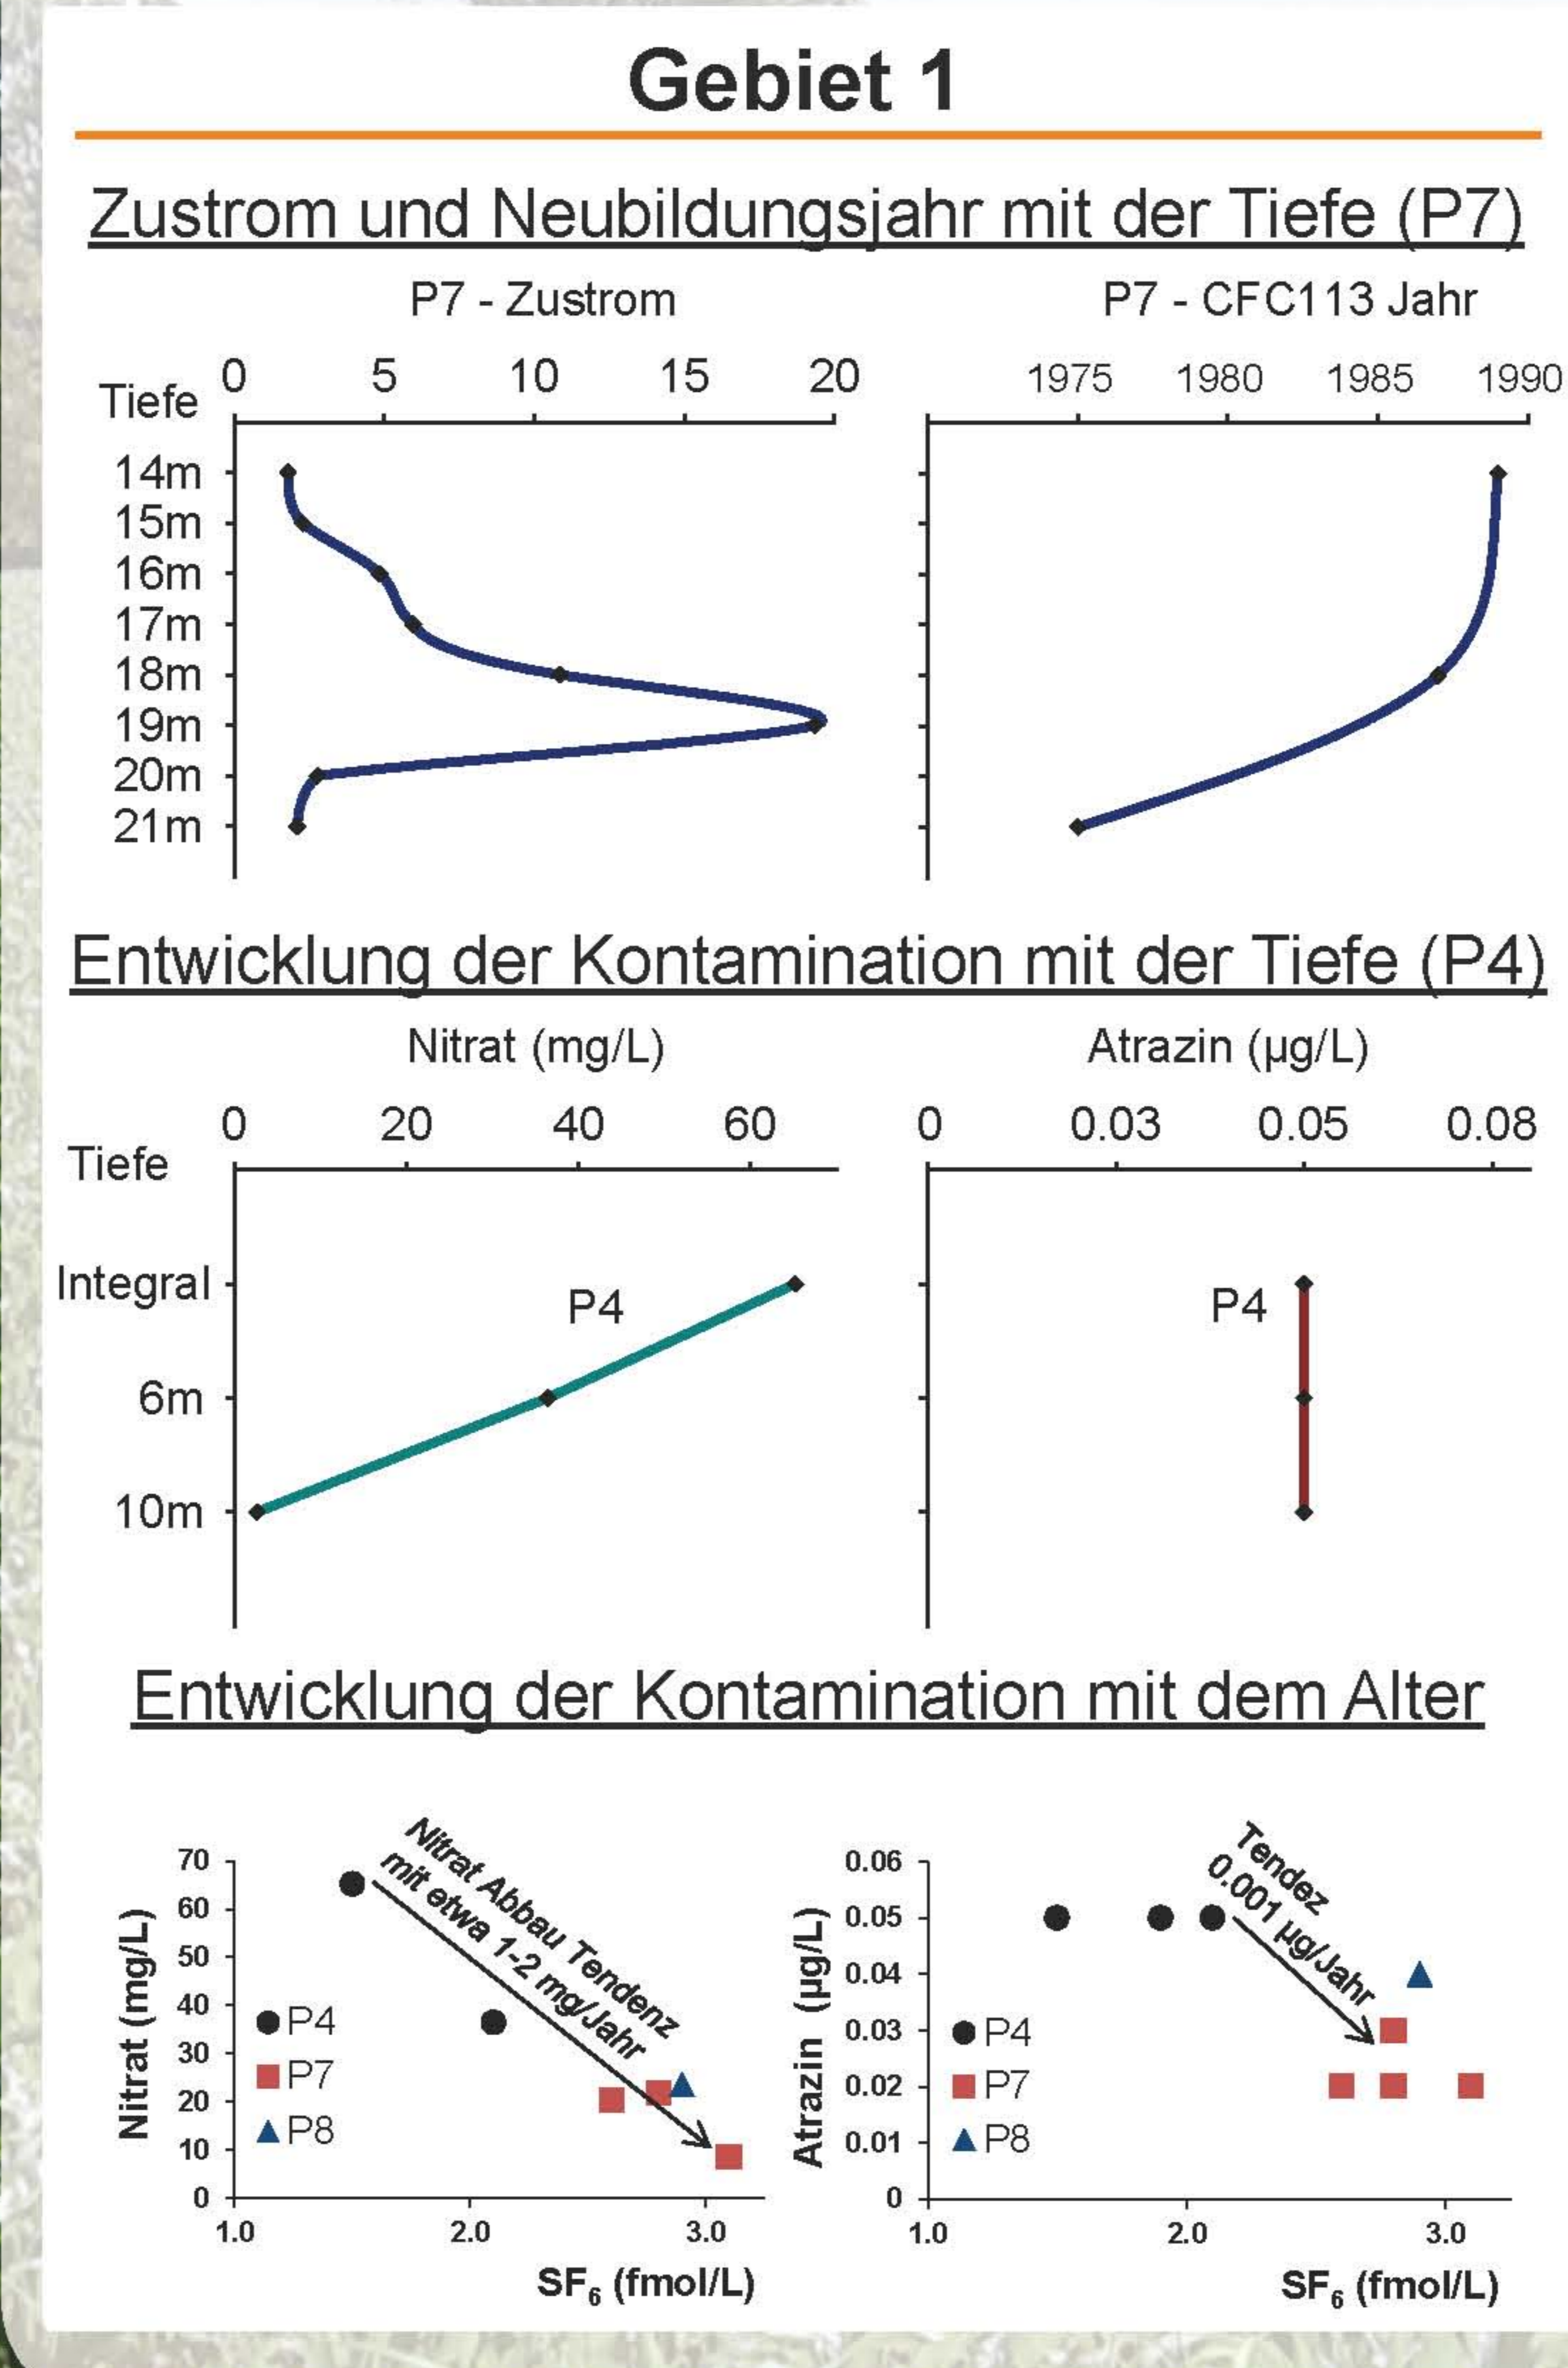 Gebiet 1
Zustrom und Neubildungsjahr mit der Tiefe (P7)
P7 - Zustrom
P7 - CFC113 Jahr
Tiefe
0 5 10 15 20
1975 1980 1985 1990
14m
15m
16m
17m
18m
19m
20m
21m
Entwicklung der Kontamination mit der Tiefe (P4)
Nitrat (mg/L)
Atrazin (µg/L)
0 20 40 60
0 0.03 0.05 0.08
Tiefe
Integral
P4
P4
6m
10m
Entwicklung der Kontamination mit dem Alter
Nitrat (mg/L)
70
60
50
40
30
20
10
0
Nitrat Abbau Tendenz
mit etwa 1-2 mg/Jahr
P4
P7
P8
1.0 2.0 3.0
SF₆ (fmol/L)
Atrazin (µg/L)
0.06
0.05
0.04
0.03
0.02
0.01
0
Tendez
0.001 µg/Jahr
P4
P7
P8
1.0 2.0 3.0
SF₆ (fmol/L)